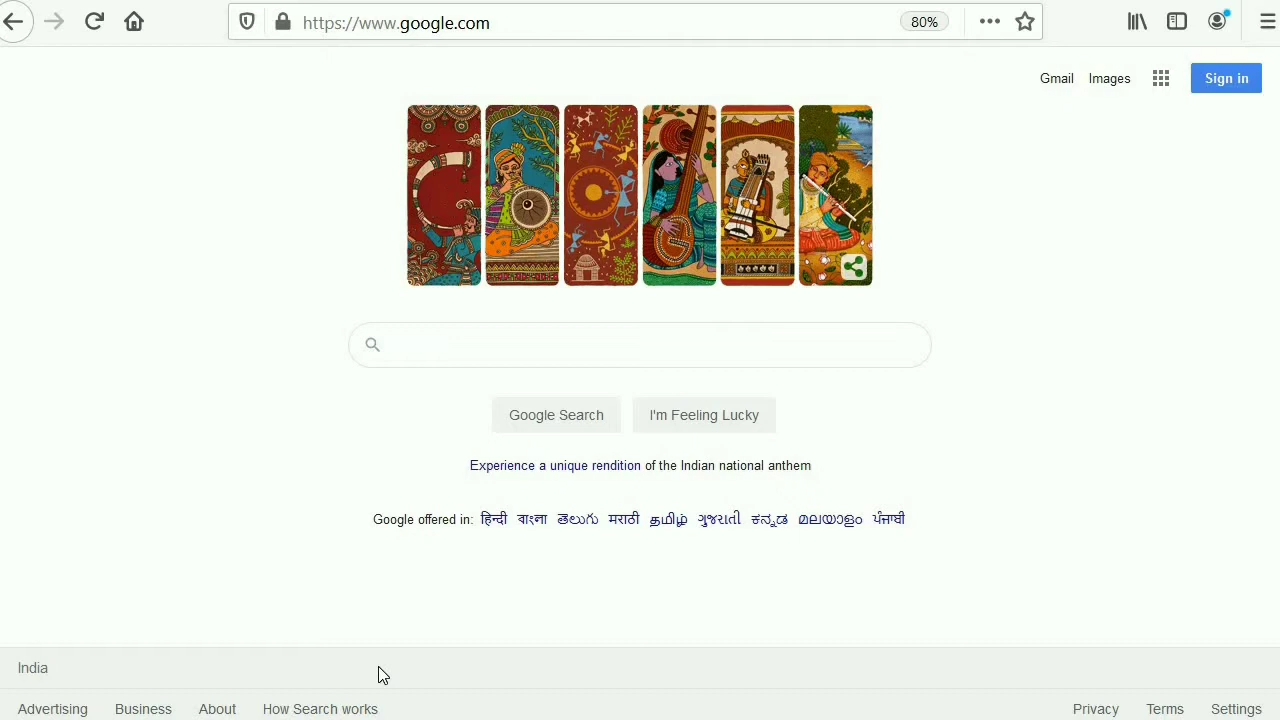 https://www.google.com 80%
Gmail Images Sign in
Google Search I'm Feeling Lucky
Experience a unique rendition of the Indian national anthem
Google offered in: हिन्दी বাংলা తెలుగు मराठी தமிழ் ગુજરાતી ಕನ್ನಡ മലയാളം ਪੰਜਾਬੀ
India
Advertising Business About How Search works Privacy Terms Settings